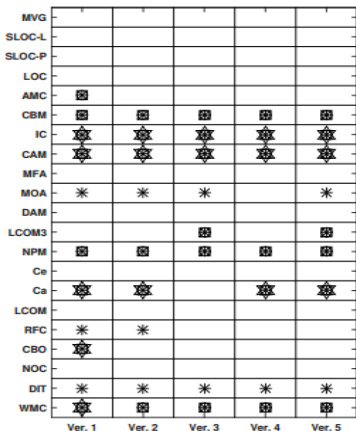 MVG
SLOC-L
SLOC-P
LOC
AMC
CBM
IC
CAM
MFA
MOA
DAM
LCOM3
NPM
Ce
Ca
LCOM
RFC
CBO
NOC
DIT
WMC
Ver. 1 Ver. 2 Ver. 3 Ver. 4 Ver. 5